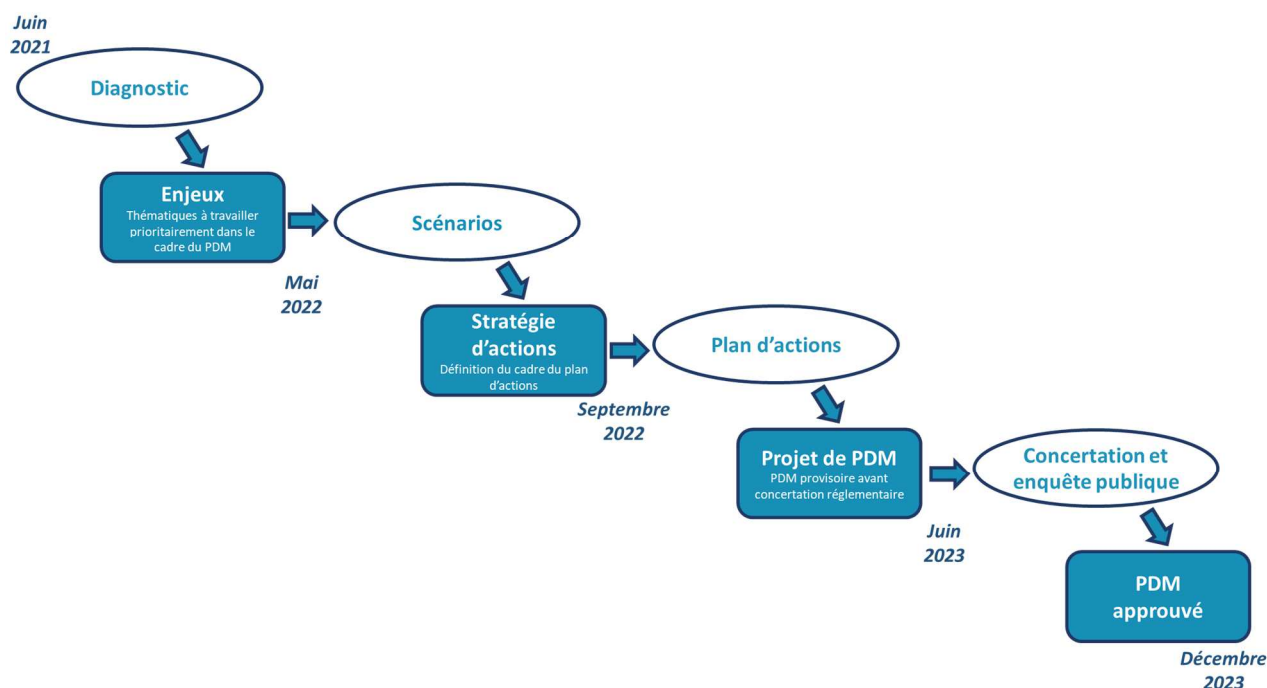 Juin
2021
Diagnostic
Enjeux
Thématiques à travailler
prioritairement dans le
cadre du PDM
Mai
2022
Scénarios
Stratégie
d'actions
Définition du cadre du plan
d'actions
Septembre
2022
Plan d'actions
Projet de PDM
PDM provisoire avant
concertation réglementaire
Juin
2023
Concertation et
enquête publique
PDM
approuvé
Décembre
2023